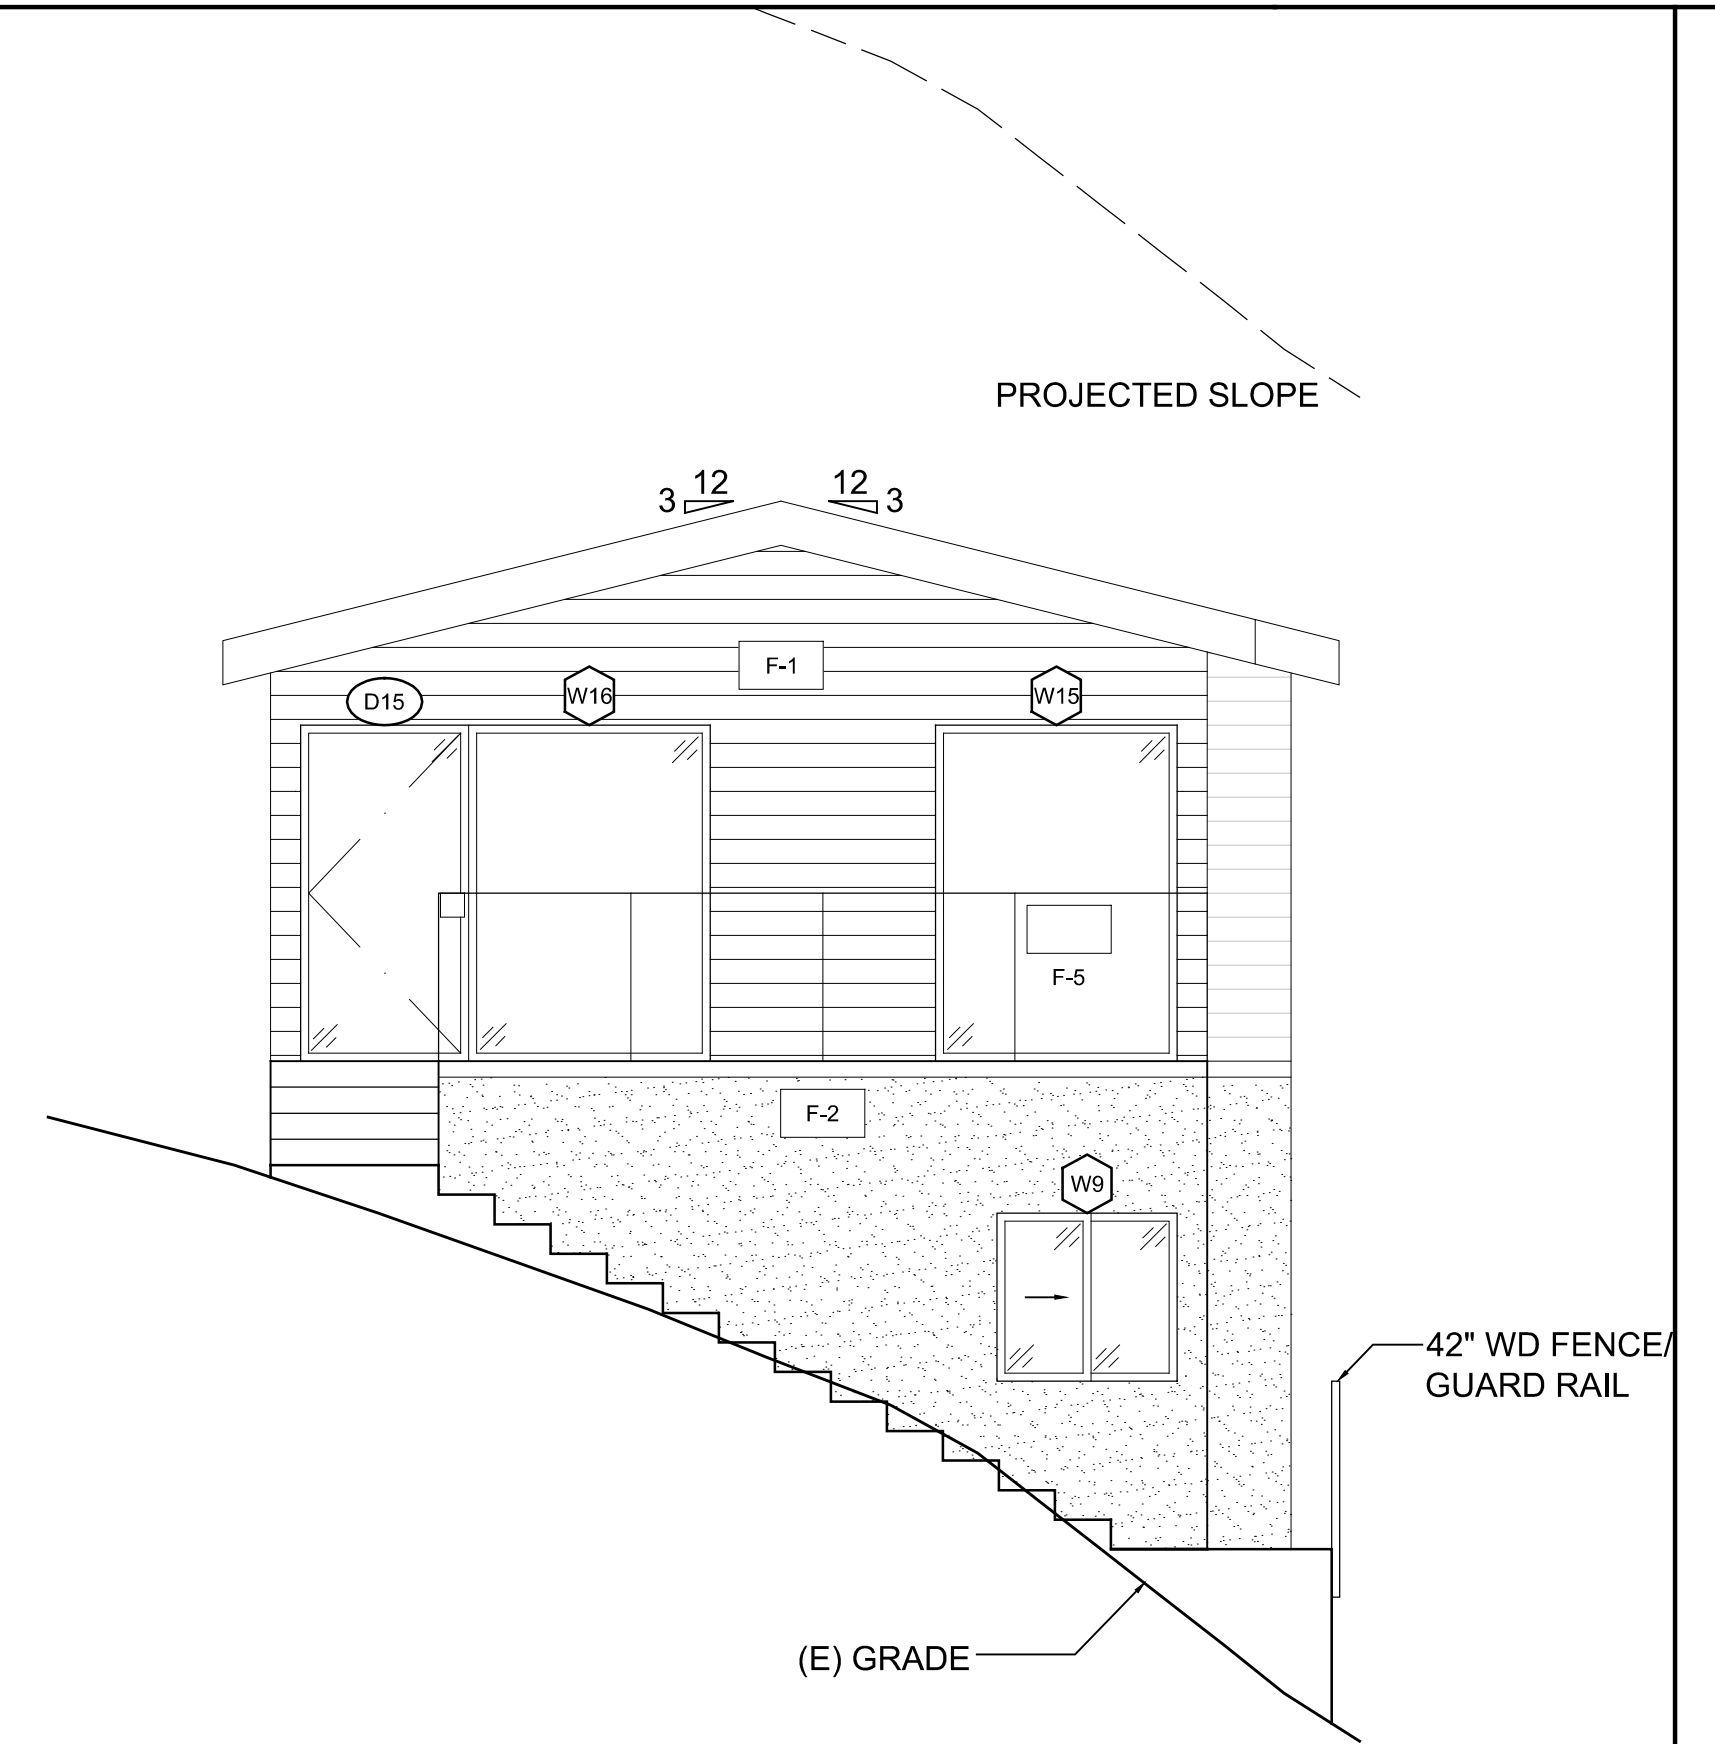 PROJECTED SLOPE
12 12
3 3
F-1
D15 W16 W15
F-5
F-2
W9
42" WD FENCE/
GUARD RAIL
(E) GRADE